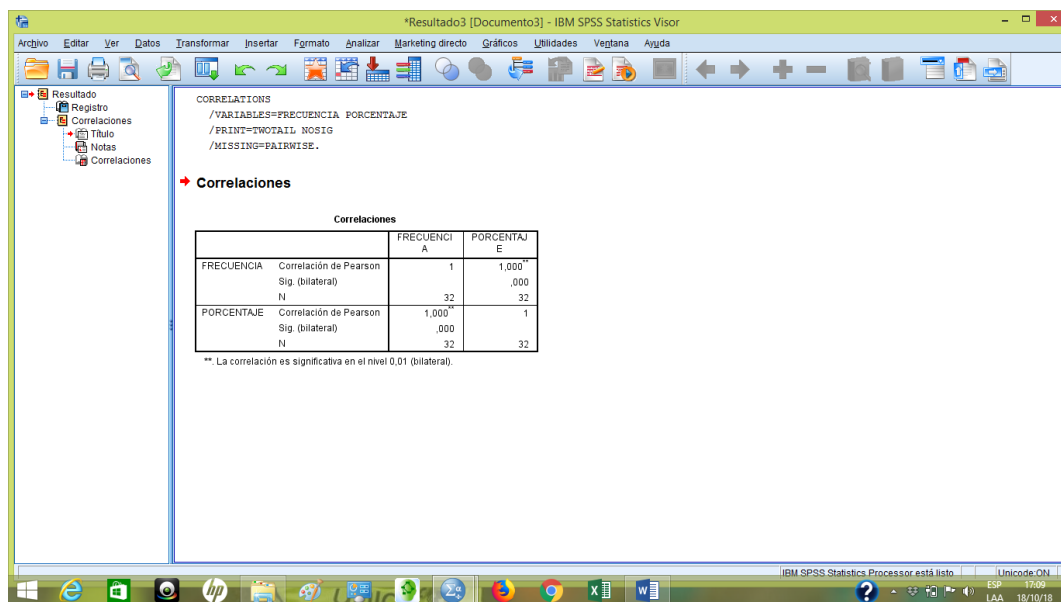 *Resultado3 [Documento3] - IBM SPSS Statistics Visor
Archivo Editar Ver Datos Transformar Insertar Formato Analizar Marketing directo Gráficos Utilidades Ventana Ayuda
Resultado
Registro
Correlaciones
Título
Notas
Correlaciones
CORRELATIONS
/VARIABLES=FRECUENCIA PORCENTAJE
/PRINT=TWOTAIL NOSIG
/MISSING=PAIRWISE.
Correlaciones
Correlaciones
FRECUENCI
A
PORCENTAJ
E
FRECUENCIA Correlación de Pearson 1 1,000**
Sig. (bilateral) ,000
N 32 32
PORCENTAJE Correlación de Pearson 1,000** 1
Sig. (bilateral) ,000
N 32 32
**. La correlación es significativa en el nivel 0,01 (bilateral).
IBM SPSS Statistics Processor está listo Unicode:ON
ESP 17:09
LAA 18/10/18